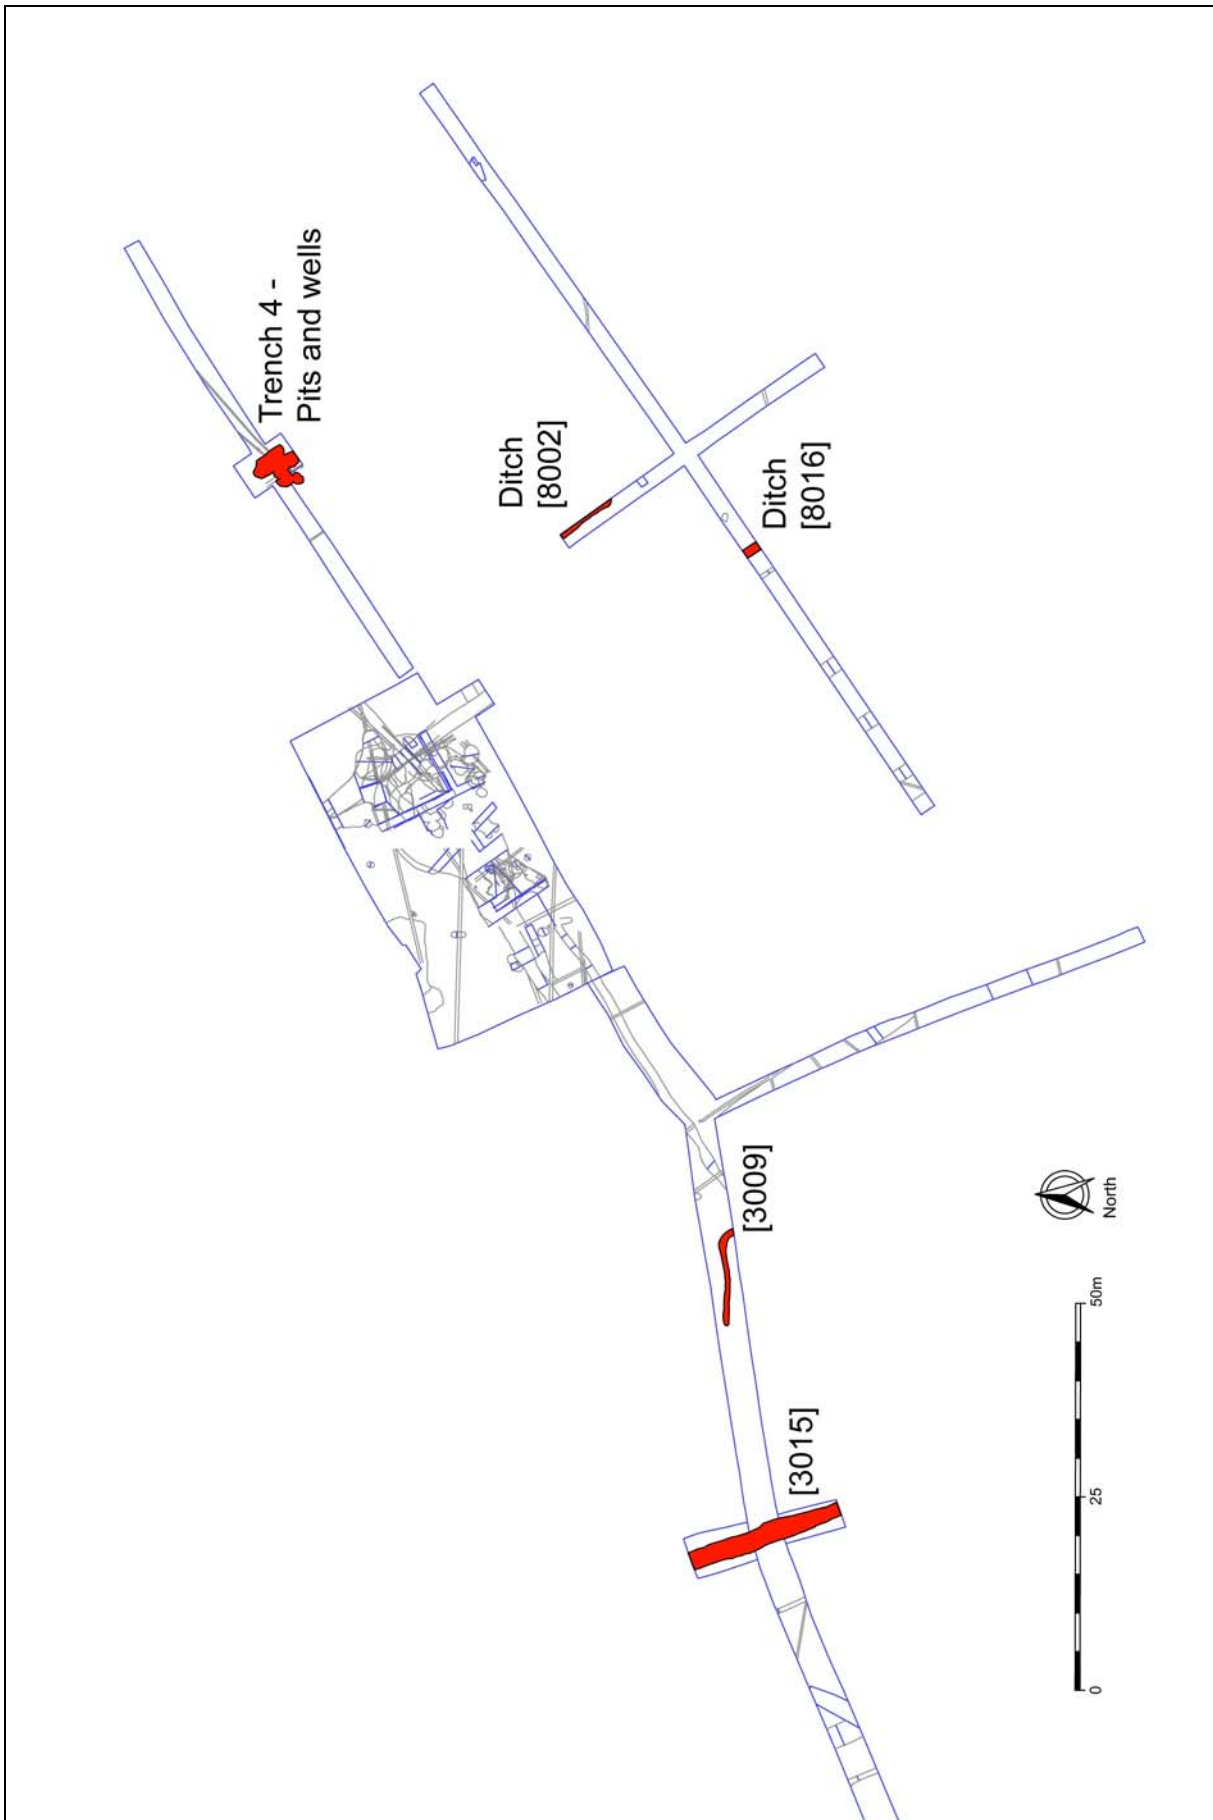 Trench 4 -
Pits and wells
Ditch
[8002]
Ditch
[8016]
[3009]
[3015]
North
0
25
50m